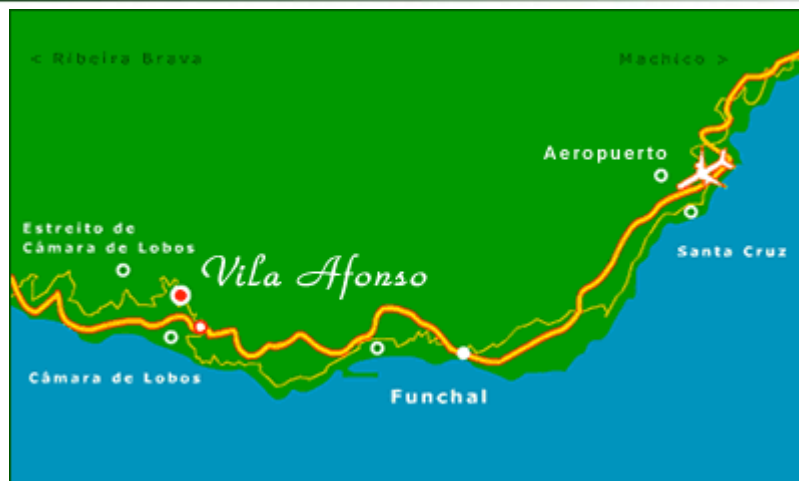 < Ribeira Brava
Machico >
Aeropuerto
Estreito de
Câmara de Lobos
Vila Afonso
Santa Cruz
Câmara de Lobos
Funchal